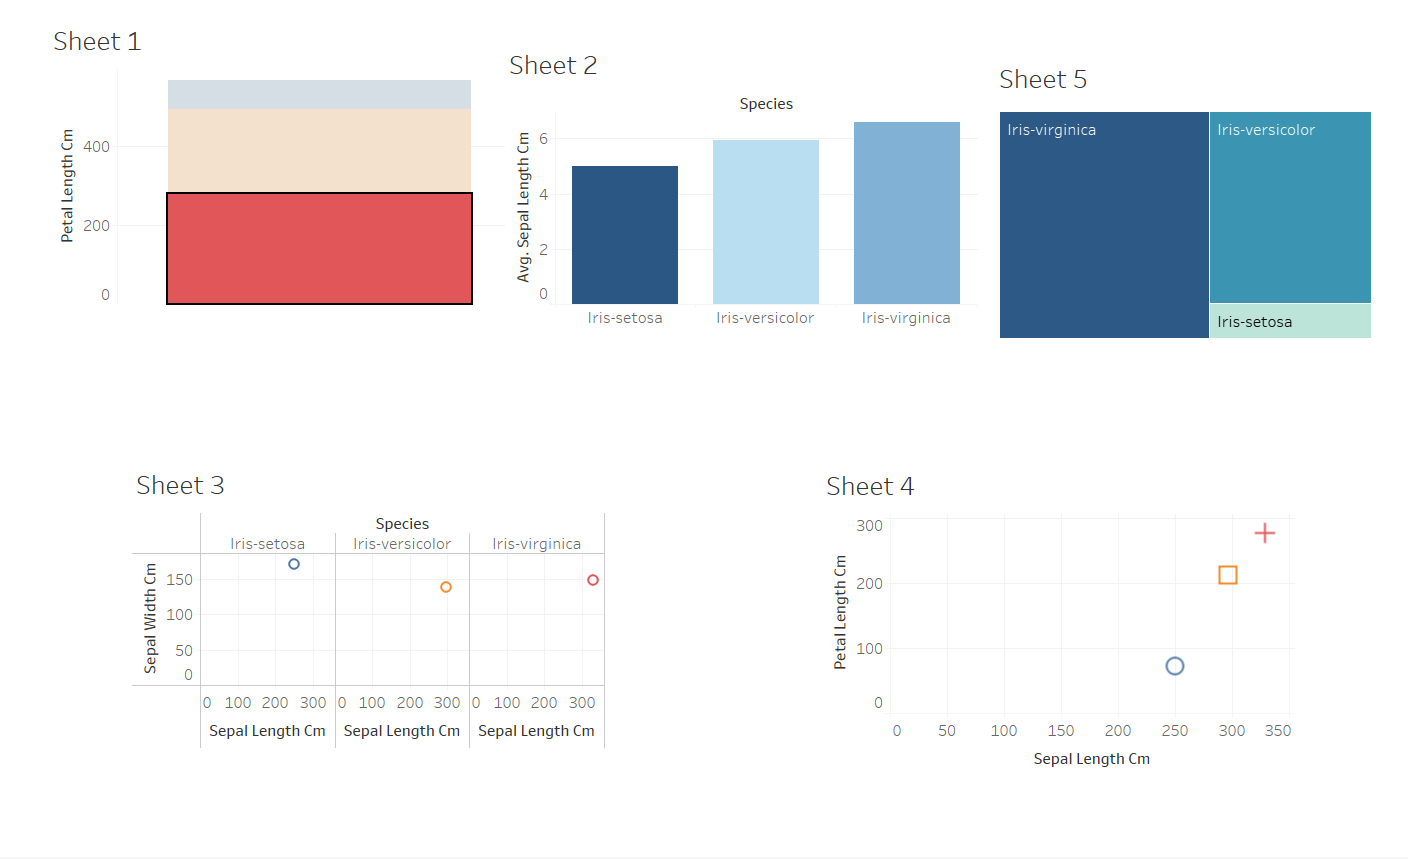 Sheet 1
Petal Length Cm
400
200
0
Sheet 2
Species
Avg. Sepal Length Cm
6
4
2
0
Iris-setosa Iris-versicolor Iris-virginica
Sheet 5
Iris-virginica
Iris-versicolor
Iris-setosa
Sheet 3
Species
Iris-setosa Iris-versicolor Iris-virginica
Sepal Width Cm
150
100
50
0
0 100 200 300 0 100 200 300 0 100 200 300
Sepal Length Cm Sepal Length Cm Sepal Length Cm
Sheet 4
Petal Length Cm
300
200
100
0
0 50 100 150 200 250 300 350
Sepal Length Cm